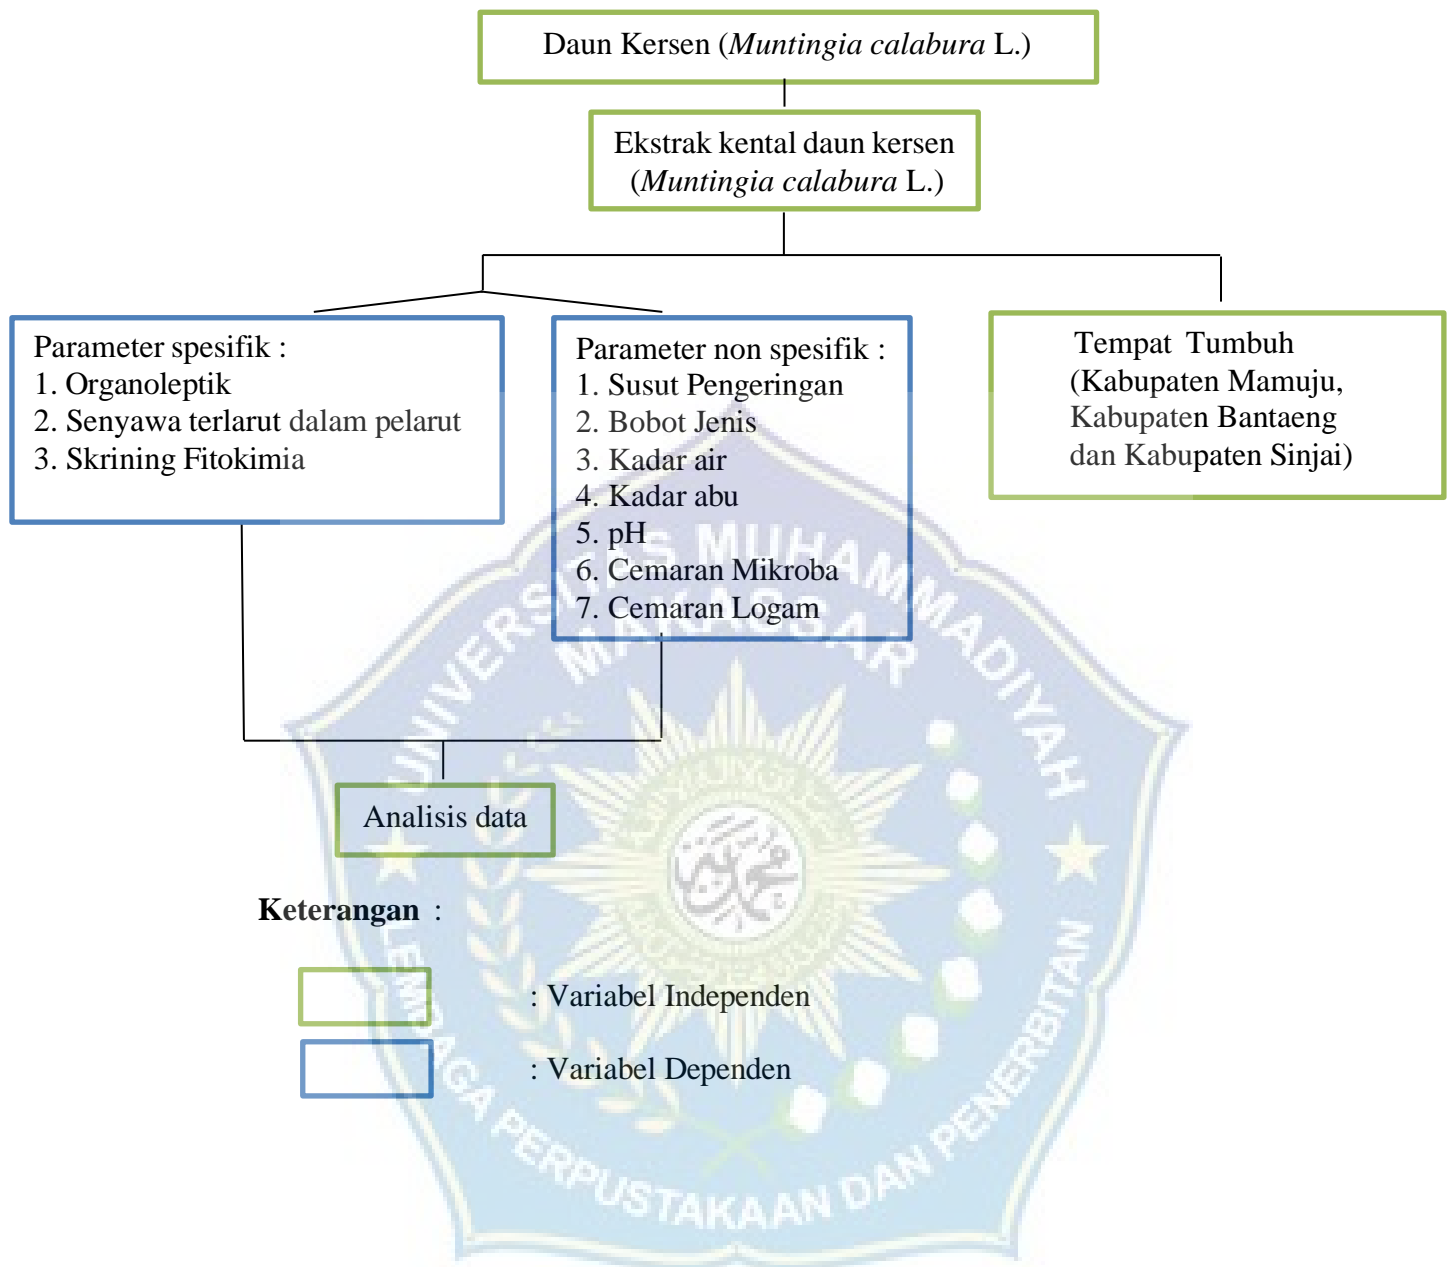 Daun Kersen (Muntingia calabura L.)
Ekstrak kental daun kersen
(Muntingia calabura L.)
Parameter spesifik :
1. Organoleptik
2. Senyawa terlarut dalam pelarut
3. Skrining Fitokimia
Parameter non spesifik :
1. Susut Pengeringan
2. Bobot Jenis
3. Kadar air
4. Kadar abu
5. pH
6. Cemaran Mikroba
7. Cemaran Logam
Tempat Tumbuh
(Kabupaten Mamuju,
Kabupaten Bantaeng
dan Kabupaten Sinjai)
Analisis data
Keterangan :
: Variabel Independen
: Variabel Dependen
UNIVERSITAS MUHAMMADIYAH
MAKASSAR
LEMBAGA PERPUSTAKAAN DAN PENERBITAN